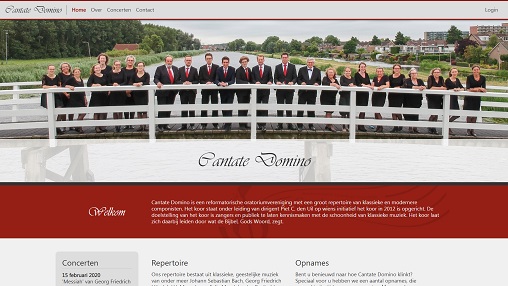 Cantate Domino Home Over Concerten Contact Login
Cantate Domino
Welkom
Cantate Domino is een reformatorische oratoriumvereniging met een groot repertoire van klassieke en modernere
componisten. Het koor staat onder leiding van dirigent Piet C. den Uil op wiens initiatief het koor in 2012 is opgericht. De
doelstelling van het koor is zangers en publiek te laten kennismaken met de schoonheid van klassieke muziek. Het koor laat
zich daarbij leiden door wat de Bijbel, Gods Woord, zegt.
Concerten
15 februari 2020
'Messiah' van Georg Friedrich
Repertoire
Ons repertoire bestaat uit klassieke, geestelijke muziek
van onder meer Johann Sebastian Bach, Georg Friedrich
Opnames
Bent u benieuwd naar hoe Cantate Domino klinkt?
Speciaal voor u hebben we een aantal opnames, die